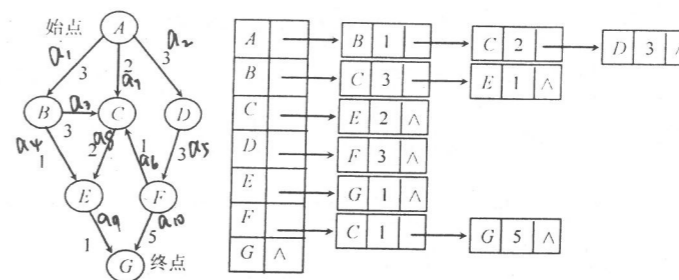 始点 A
a₁ 3 2 a₇ 3 a₂
B a₃ 3 C D
a4 1 2 a8 1 a6 3 a5
E F
a9 1 5 a10
G 终点
A B 1 C 2 D 3 ∧
B C 3 E 1 ∧
C E 2 ∧
D F 3 ∧
E G 1 ∧
F C 1 G 5 ∧
G ∧